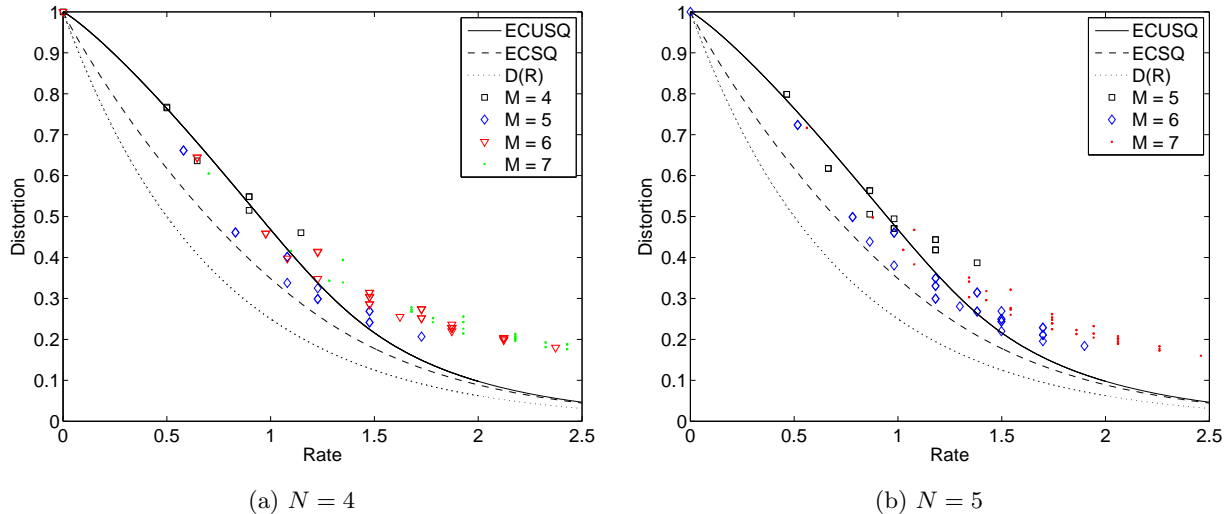 1
0.9
0.8
0.7
0.6
0.5
0.4
0.3
0.2
0.1
0
Distortion
0 0.5 1 1.5 2 2.5
Rate
ECUSQ
ECSQ
D(R)
M = 4
M = 5
M = 6
M = 7
(a) N = 4
1
0.9
0.8
0.7
0.6
0.5
0.4
0.3
0.2
0.1
0
Distortion
0 0.5 1 1.5 2 2.5
Rate
ECUSQ
ECSQ
D(R)
M = 5
M = 6
M = 7
(b) N = 5